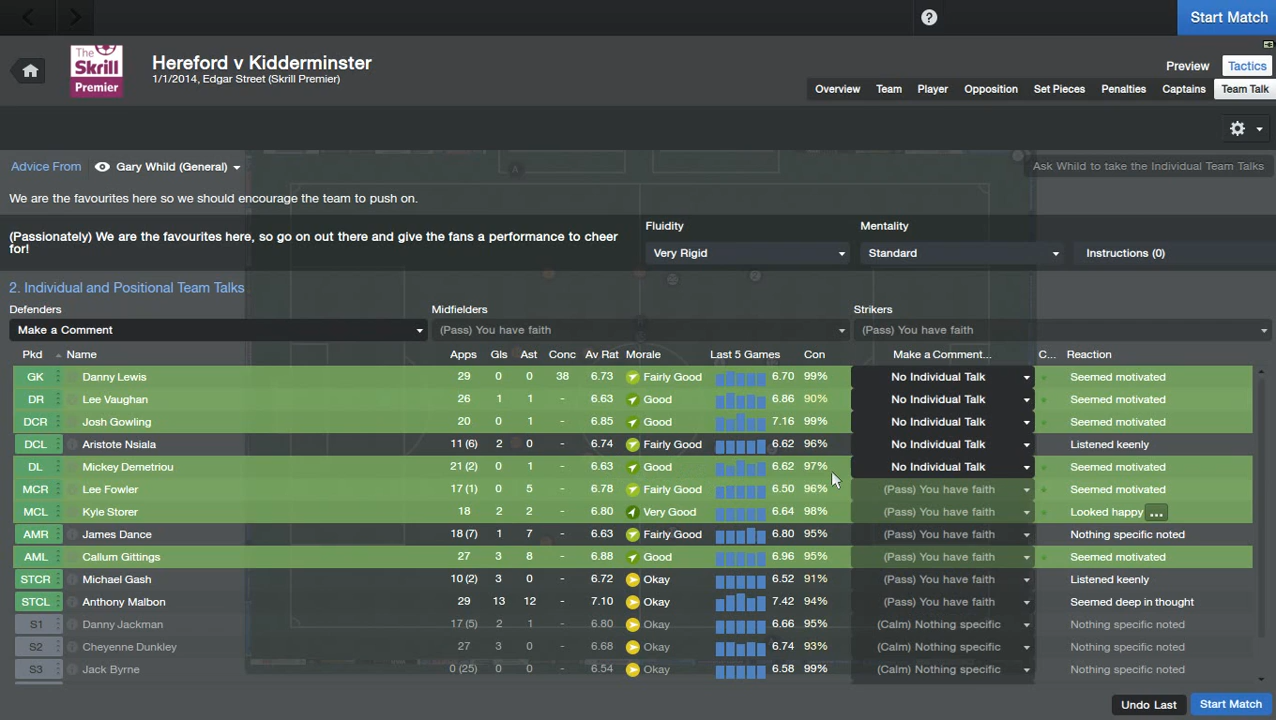 Start Match
The
Skrill
Premier
Hereford v Kidderminster
1/1/2014, Edgar Street (Skrill Premier)
Preview Tactics
Overview Team Player Opposition Set Pieces Penalties Captains Team Talk
Advice From Gary Whild (General)
Ask Whild to take the Individual Team Talks
We are the favourites here so we should encourage the team to push on.
(Passionately) We are the favourites here, so go on out there and give the fans a performance to cheer
for!
Fluidity Mentality
Very Rigid Standard Instructions (0)
2. Individual and Positional Team Talks
Defenders Midfielders Strikers
Make a Comment (Pass) You have faith (Pass) You have faith
Pkd Name Apps Gls Ast Conc Av Rat Morale Last 5 Games Con Make a Comment... C... Reaction
GK Danny Lewis 29 0 0 38 6.73 Fairly Good 6.70 99% No Individual Talk Seemed motivated
DR Lee Vaughan 26 1 1 - 6.63 Good 6.86 90% No Individual Talk Seemed motivated
DCR Josh Gowling 20 0 1 - 6.85 Good 7.16 99% No Individual Talk Seemed motivated
DCL Aristote Nsiala 11 (6) 2 0 - 6.74 Fairly Good 6.62 96% No Individual Talk Listened keenly
DL Mickey Demetriou 21 (2) 0 1 - 6.63 Good 6.62 97% No Individual Talk Seemed motivated
MCR Lee Fowler 17 (1) 0 5 - 6.78 Fairly Good 6.50 96% (Pass) You have faith Seemed motivated
MCL Kyle Storer 18 2 2 - 6.80 Very Good 6.64 98% (Pass) You have faith Looked happy ...
AMR James Dance 18 (7) 1 7 - 6.63 Fairly Good 6.80 95% (Pass) You have faith Nothing specific noted
AML Callum Gittings 27 3 8 - 6.88 Good 6.96 95% (Pass) You have faith Seemed motivated
STCR Michael Gash 10 (2) 3 0 - 6.72 Okay 6.52 91% (Pass) You have faith Listened keenly
STCL Anthony Malbon 29 13 12 - 7.10 Okay 7.42 94% (Pass) You have faith Seemed deep in thought
S1 Danny Jackman 17 (5) 2 1 - 6.80 Okay 6.66 95% (Calm) Nothing specific Nothing specific noted
S2 Cheyenne Dunkley 27 3 0 - 6.68 Okay 6.74 93% (Calm) Nothing specific Nothing specific noted
S3 Jack Byrne 0 (25) 0 0 - 6.54 Okay 6.58 99% (Calm) Nothing specific Nothing specific noted
Undo Last Start Match